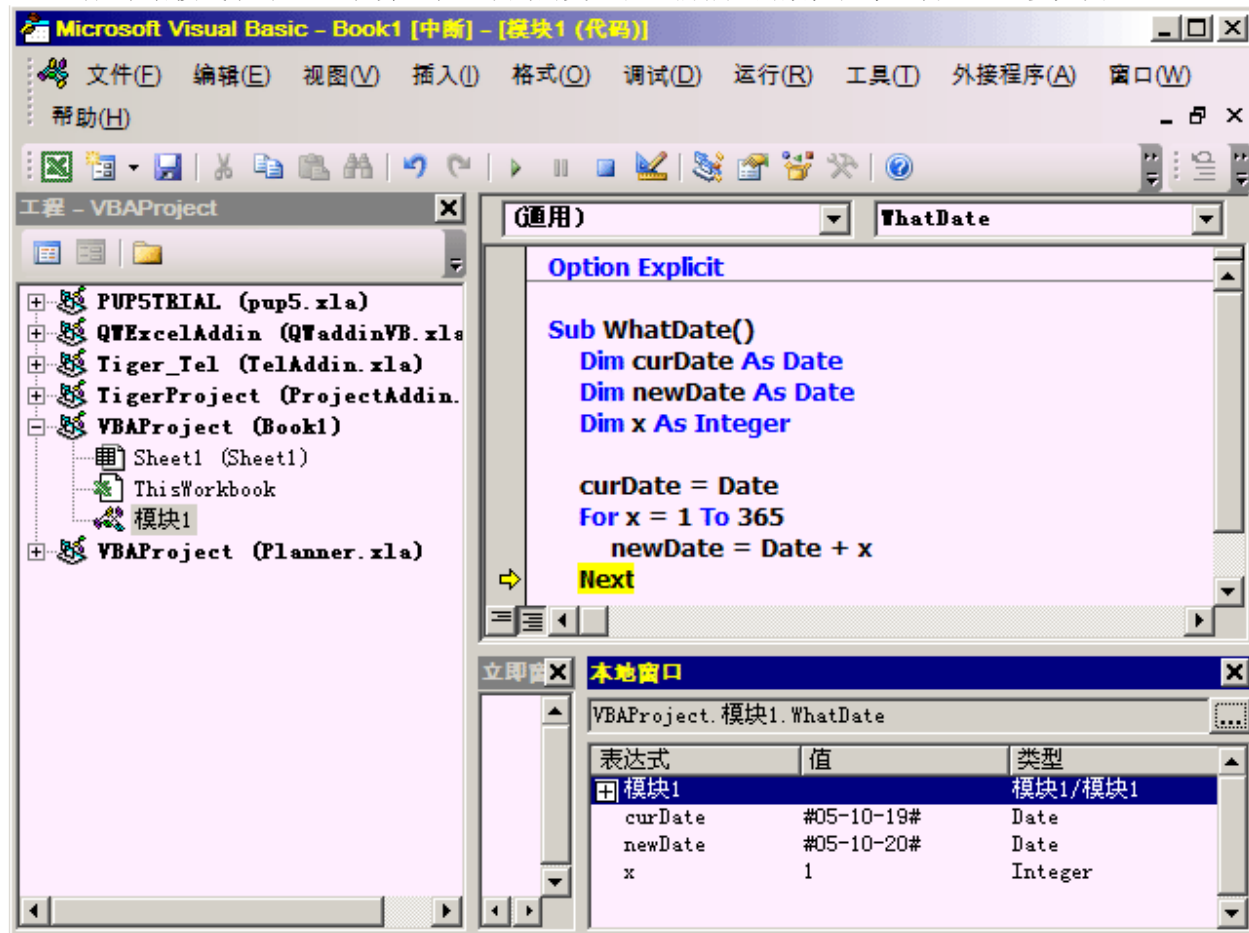 Microsoft Visual Basic - Book1 [中断] - [模块1 (代码)]
文件(F) 编辑(E) 视图(V) 插入(I) 格式(O) 调试(D) 运行(R) 工具(T) 外接程序(A) 窗口(W)
帮助(H)
工程 - VBAProject
PUP5TRIAL (pup5.xla)
QTExcelAddin (QTaddinVB.xla
Tiger_Tel (TelAddin.xla)
TigerProject (ProjectAddin.
VBAProject (Book1)
Sheet1 (Sheet1)
ThisWorkbook
模块1
VBAProject (Planner.xla)
(通用) WhatDate
Option Explicit
Sub WhatDate()
Dim curDate As Date
Dim newDate As Date
Dim x As Integer
curDate = Date
For x = 1 To 365
newDate = Date + x
Next
立即窗
本地窗口
VBAProject.模块1.WhatDate
...
表达式 值 类型
模块1 模块1/模块1
curDate #05-10-19# Date
newDate #05-10-20# Date
x 1 Integer